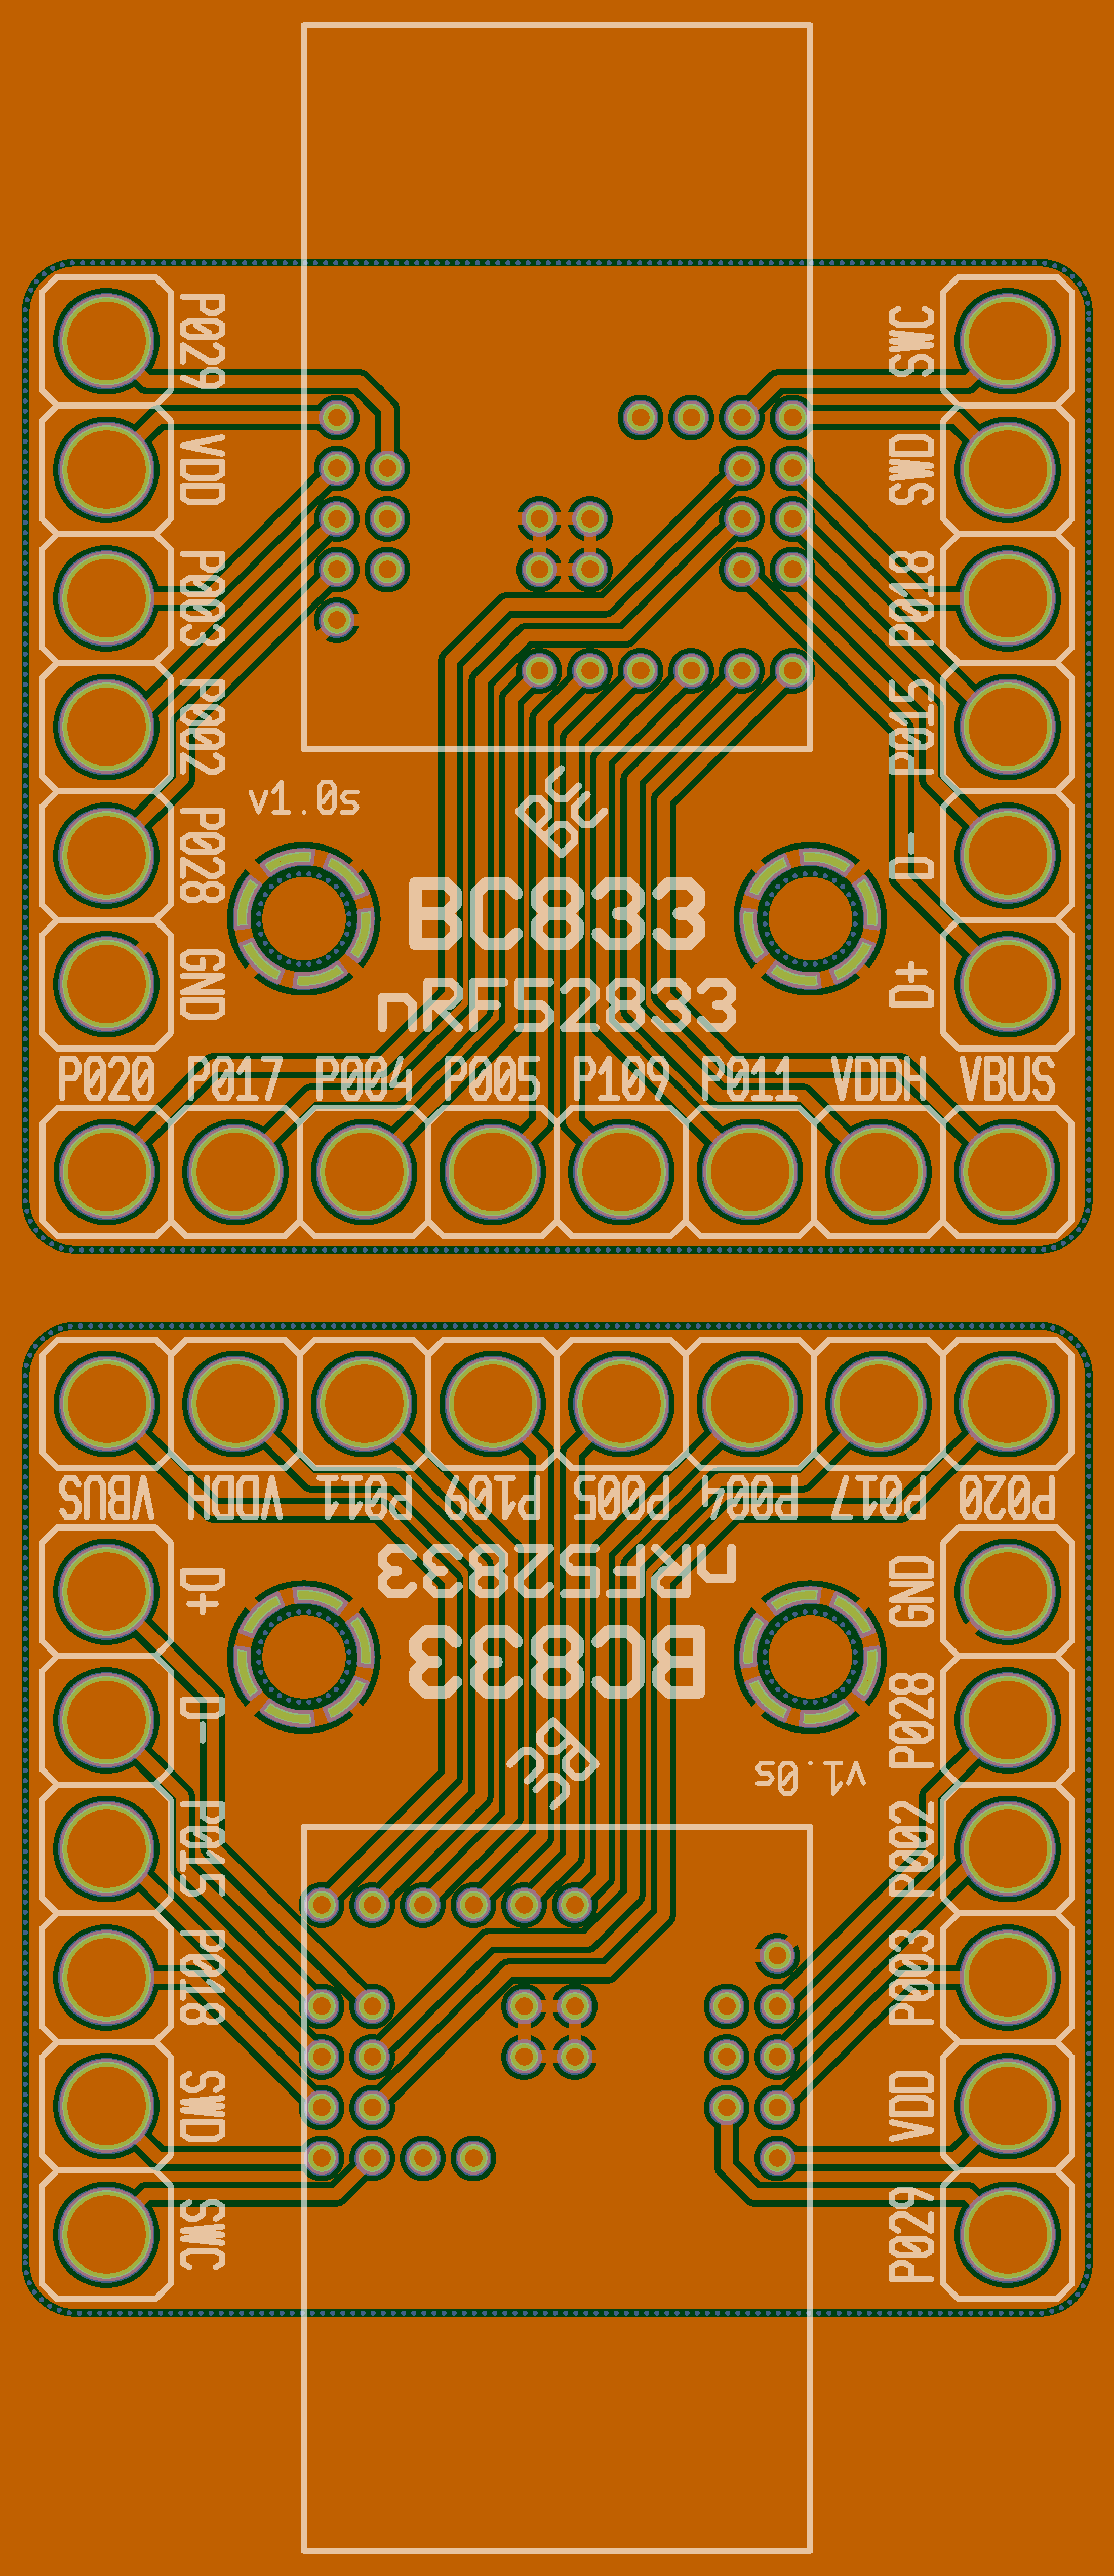 P029
SWC
VDD
SWD
P003
P018
P002
P015
v1.0s
P028
D-
BC
BC833
GND
D+
nRF52833
P020 P017 P004 P005 P109 P011 VDDH VBUS
VBUS VDDH P011 P109 P005 P004 P017 P020
nRF52833
D+
GND
BC833
D-
P028
BC
v1.0s
P015
P002
P018
P003
SWD
VDD
SWC
P029